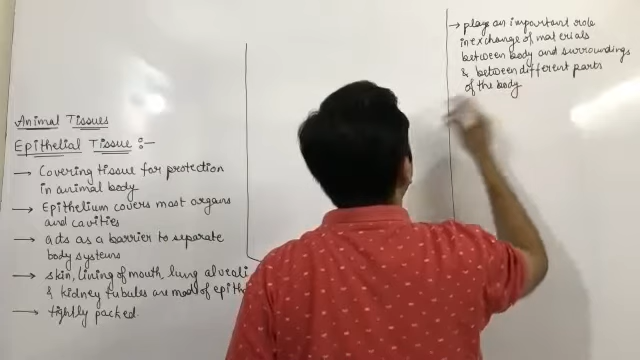 Animal Tissues
Epithelial Tissue :-
→ Covering tissue for protection
in animal body
→ Epithelium covers most organs
and cavities
→ acts as a barrier to separate
body systems
→ skin, lining of mouth, lung alveoli
& kidney tubules are made of epith
→ tightly packed.
→ plays an important role
in exchange of materials
between body and surroundings
& between different parts
of the body